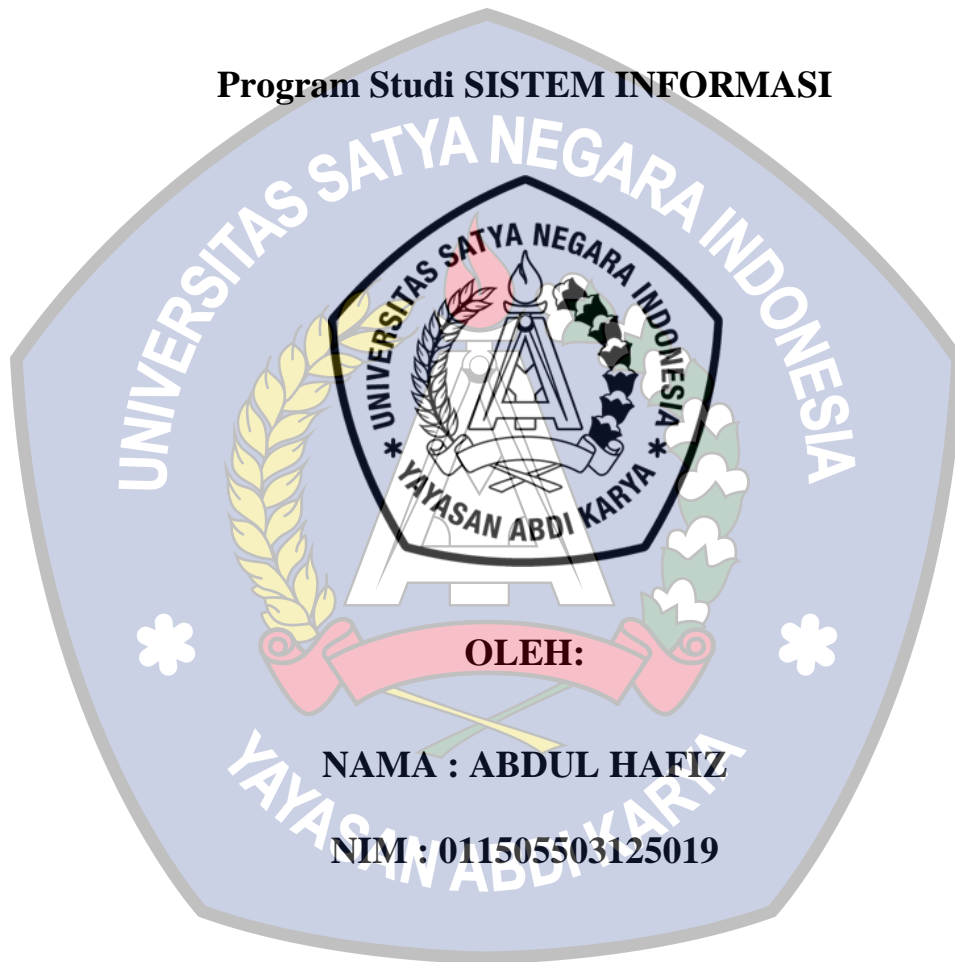 Program Studi SISTEM INFORMASI
UNIVERSITAS SATYA NEGARA INDONESIA
UNIVERSITAS SATYA NEGARA INDONESIA
* YAYASAN ABDI KARYA *
OLEH:
NAMA : ABDUL HAFIZ
NIM : 011505503125019
* YAYASAN ABDI KARYA *